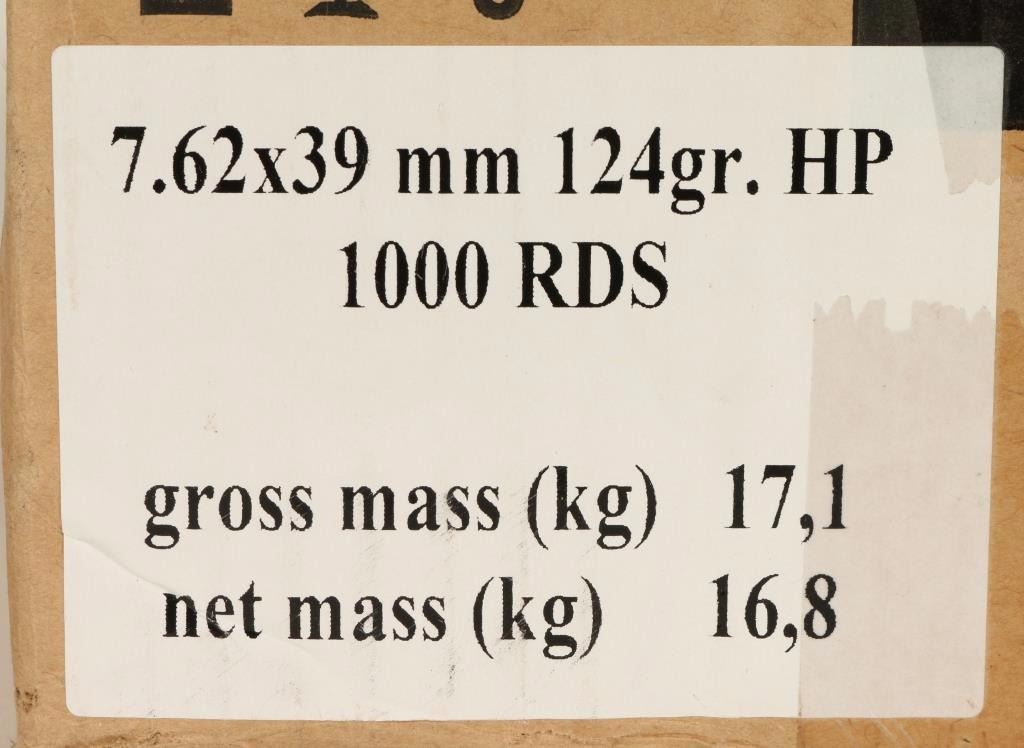 7.62x39 mm 124gr. HP
1000 RDS
gross mass (kg) 17,1
net mass (kg) 16,8